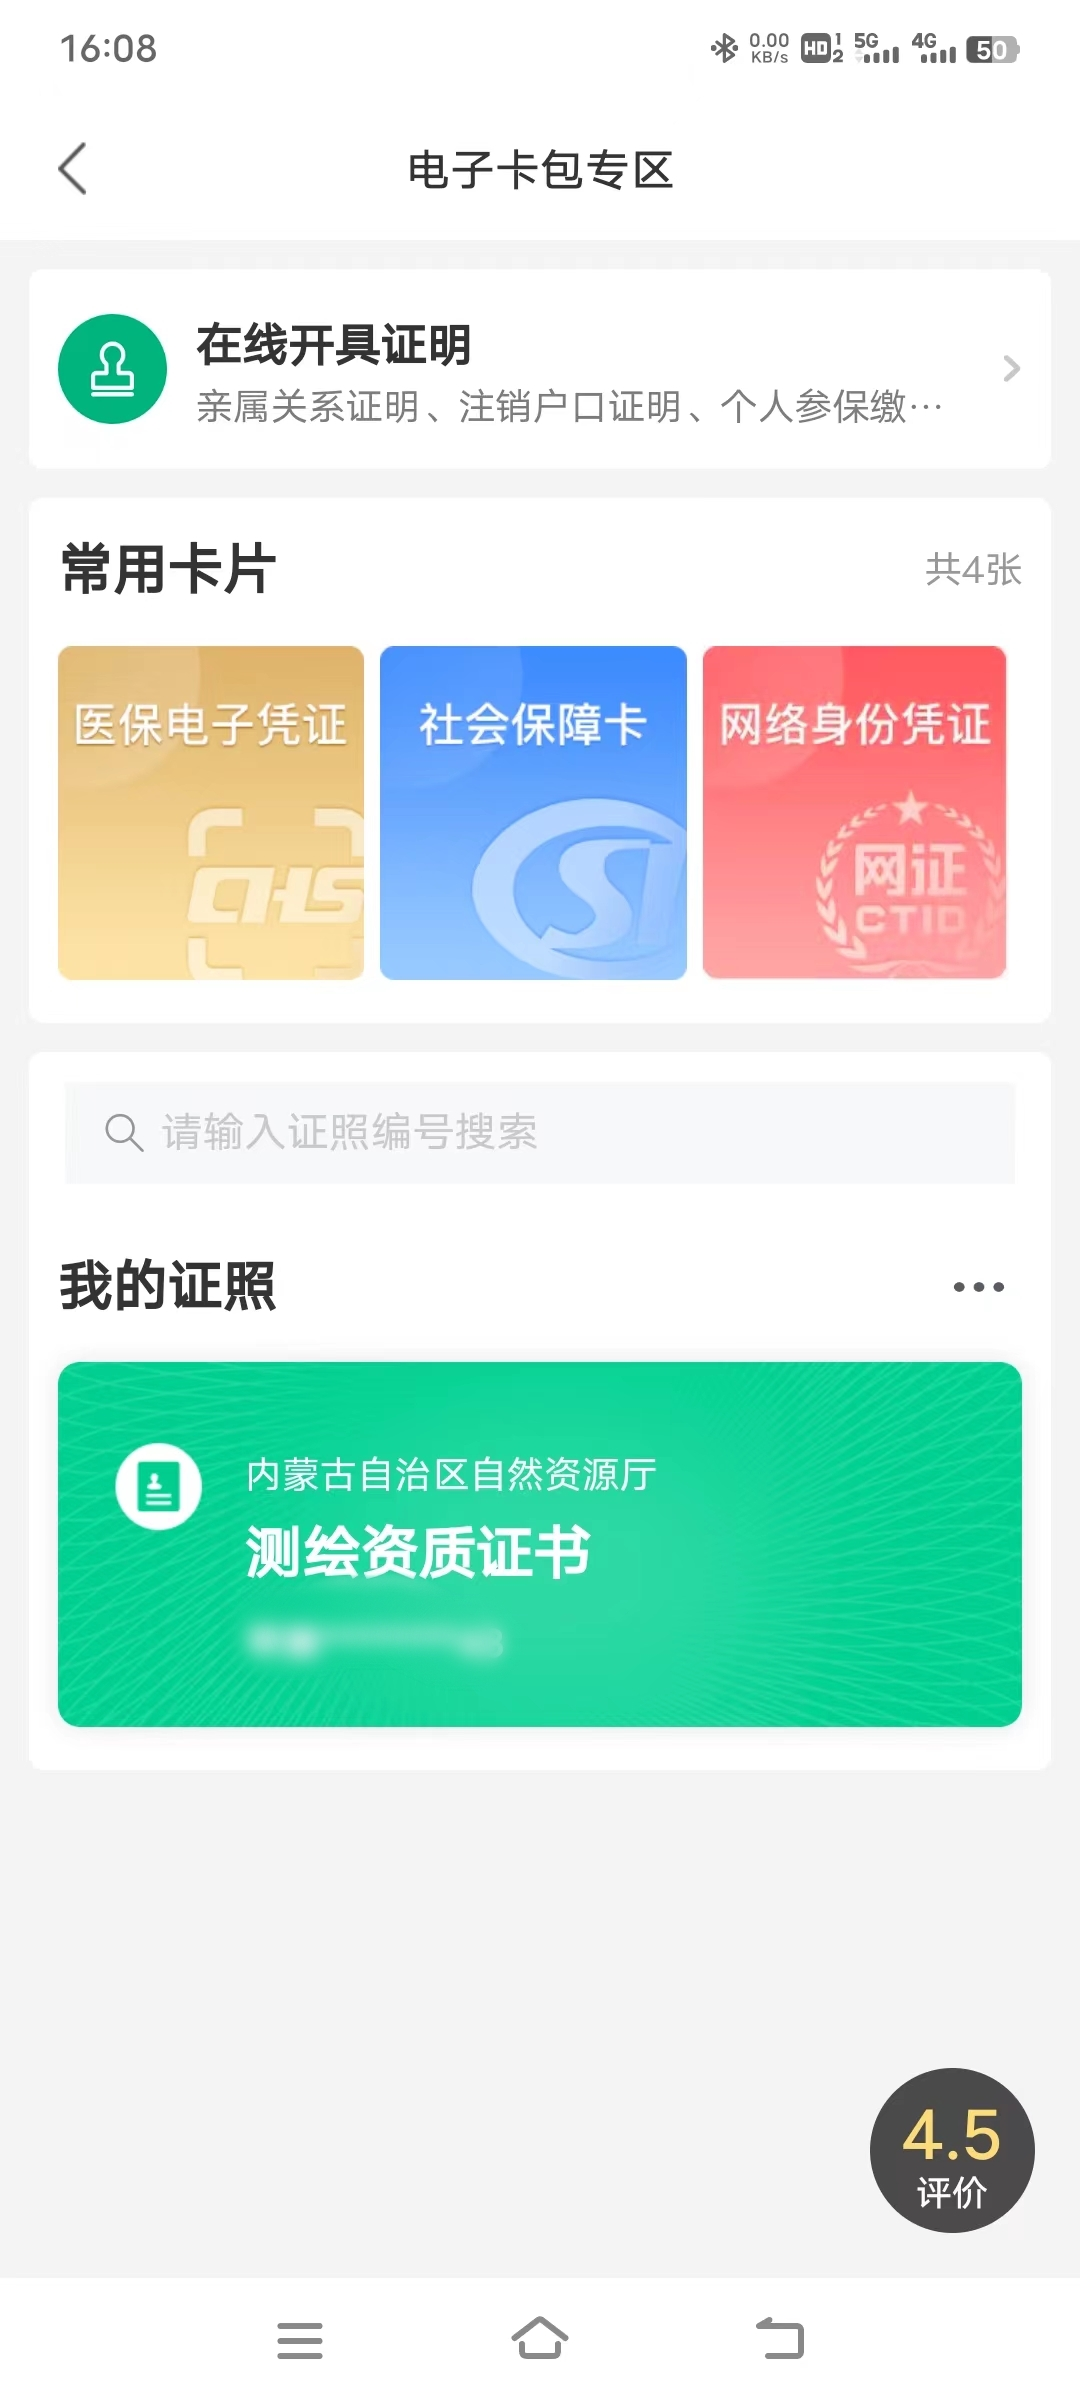 16:08
0.00
KB/s
HD 1 2
5G
4G
50
电子卡包专区
在线开具证明
亲属关系证明、注销户口证明、个人参保缴…
常用卡片
共4张
医保电子凭证
社会保障卡
网络身份凭证
CHS
SI
网证
CTID
请输入证照编号搜索
我的证照
内蒙古自治区自然资源厅
测绘资质证书
4.5
评价